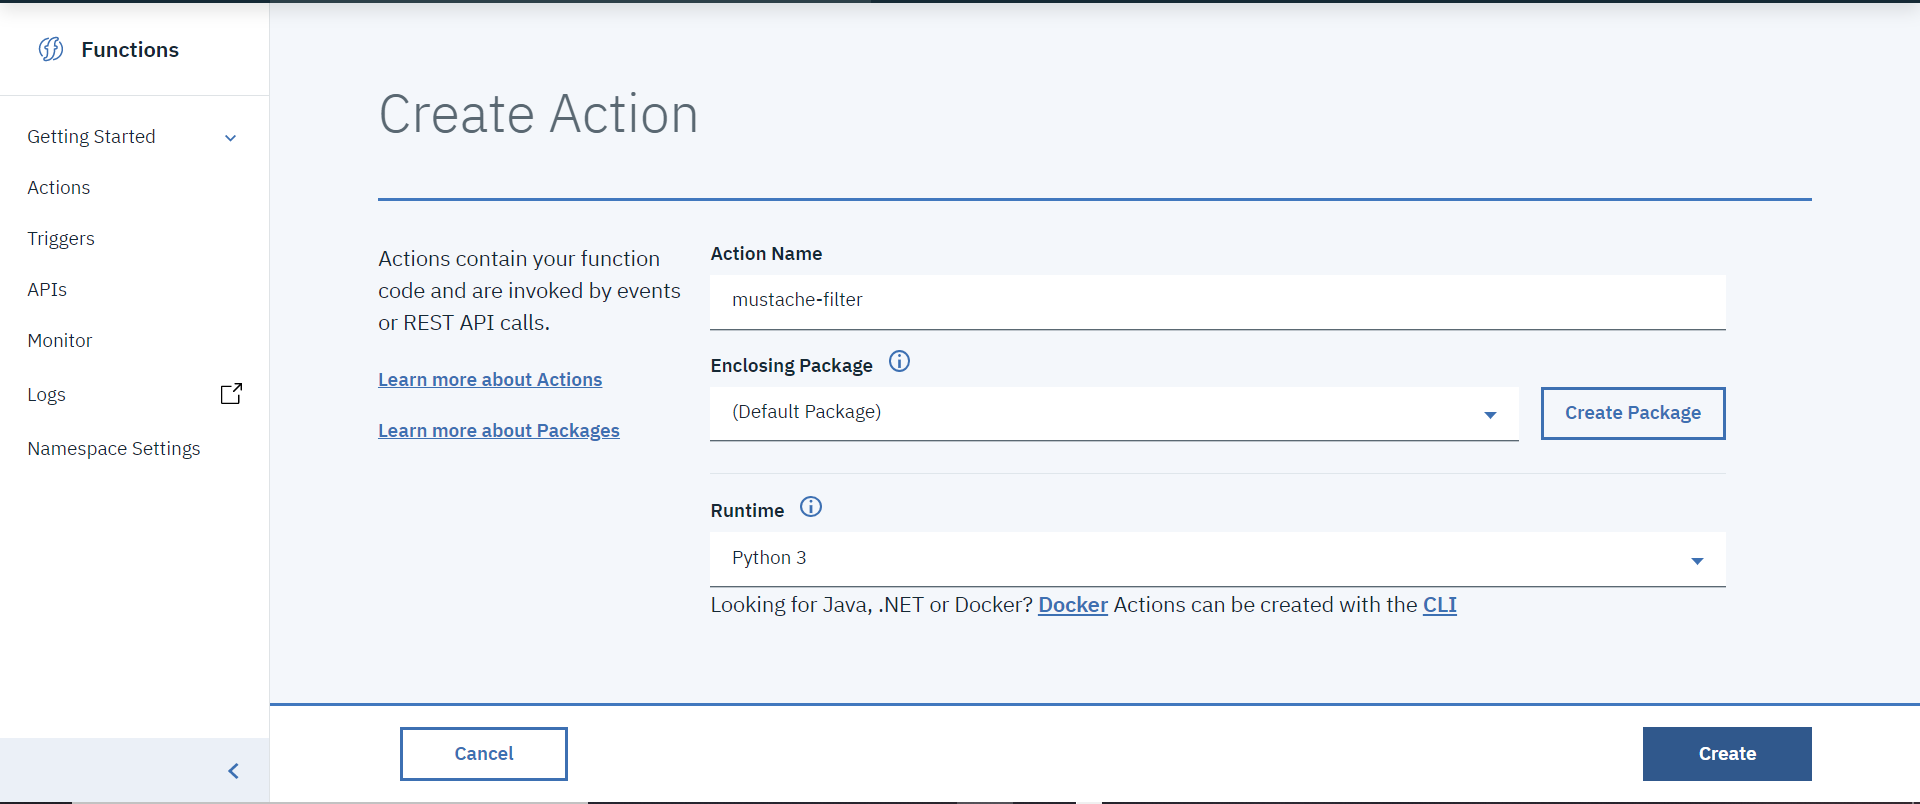 Functions
Getting Started
Actions
Triggers
APIs
Monitor
Logs
Namespace Settings
Create Action
Actions contain your function
code and are invoked by events
or REST API calls.
Learn more about Actions
Learn more about Packages
Action Name
mustache-filter
Enclosing Package
(Default Package)
Create Package
Runtime
Python 3
Looking for Java, .NET or Docker? Docker Actions can be created with the CLI
Cancel
Create